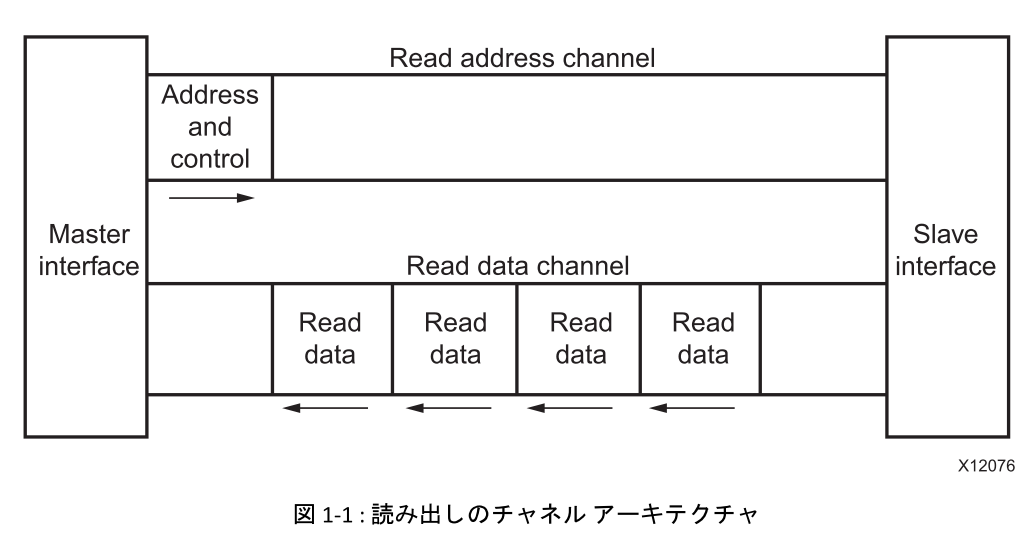 Read address channel
Address
and
control
Master
interface
Slave
interface
Read data channel
Read
data
Read
data
Read
data
Read
data
X12076
図 1-1 : 読み出しのチャネル アーキテクチャ